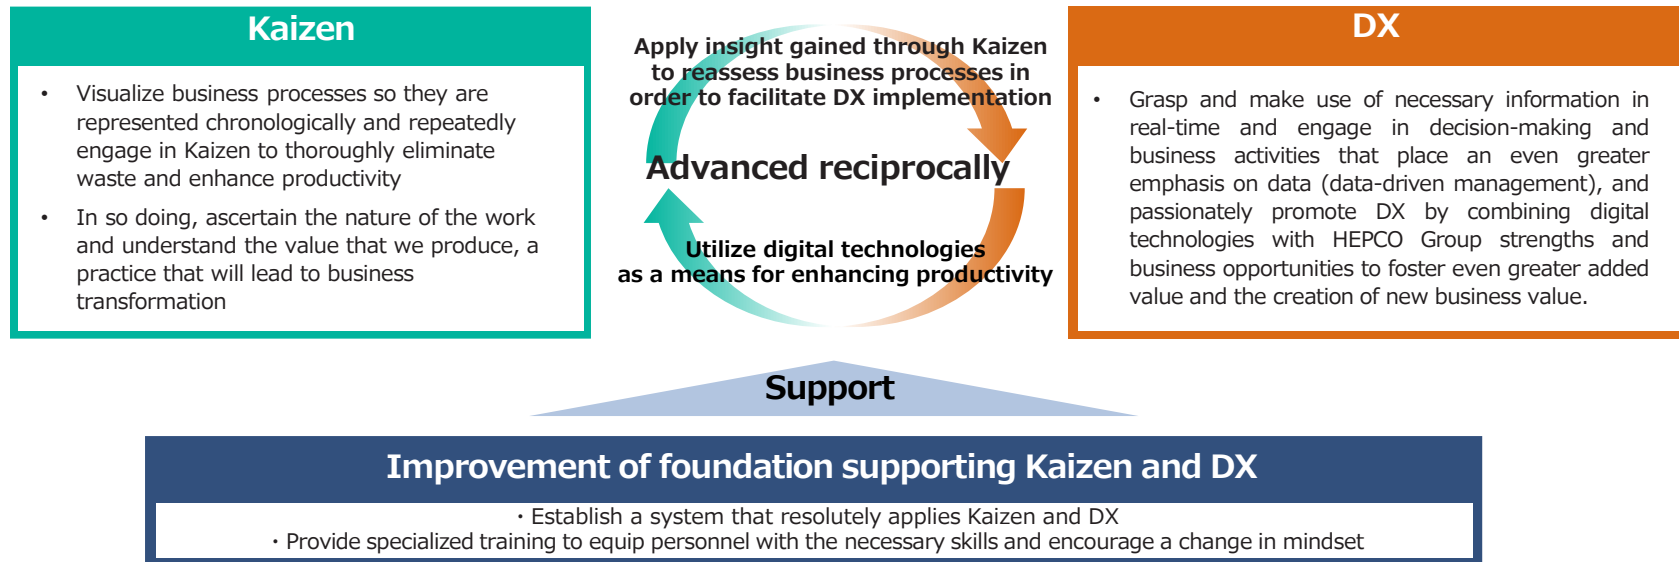 Kaizen
• Visualize business processes so they are
represented chronologically and repeatedly
engage in Kaizen to thoroughly eliminate
waste and enhance productivity
• In so doing, ascertain the nature of the work
and understand the value that we produce, a
practice that will lead to business
transformation
Apply insight gained through Kaizen
to reassess business processes in
order to facilitate DX implementation
Advanced reciprocally
Utilize digital technologies
as a means for enhancing productivity
DX
• Grasp and make use of necessary information in
real-time and engage in decision-making and
business activities that place an even greater
emphasis on data (data-driven management), and
passionately promote DX by combining digital
technologies with HEPCO Group strengths and
business opportunities to foster even greater added
value and the creation of new business value.
Support
Improvement of foundation supporting Kaizen and DX
・Establish a system that resolutely applies Kaizen and DX
・Provide specialized training to equip personnel with the necessary skills and encourage a change in mindset